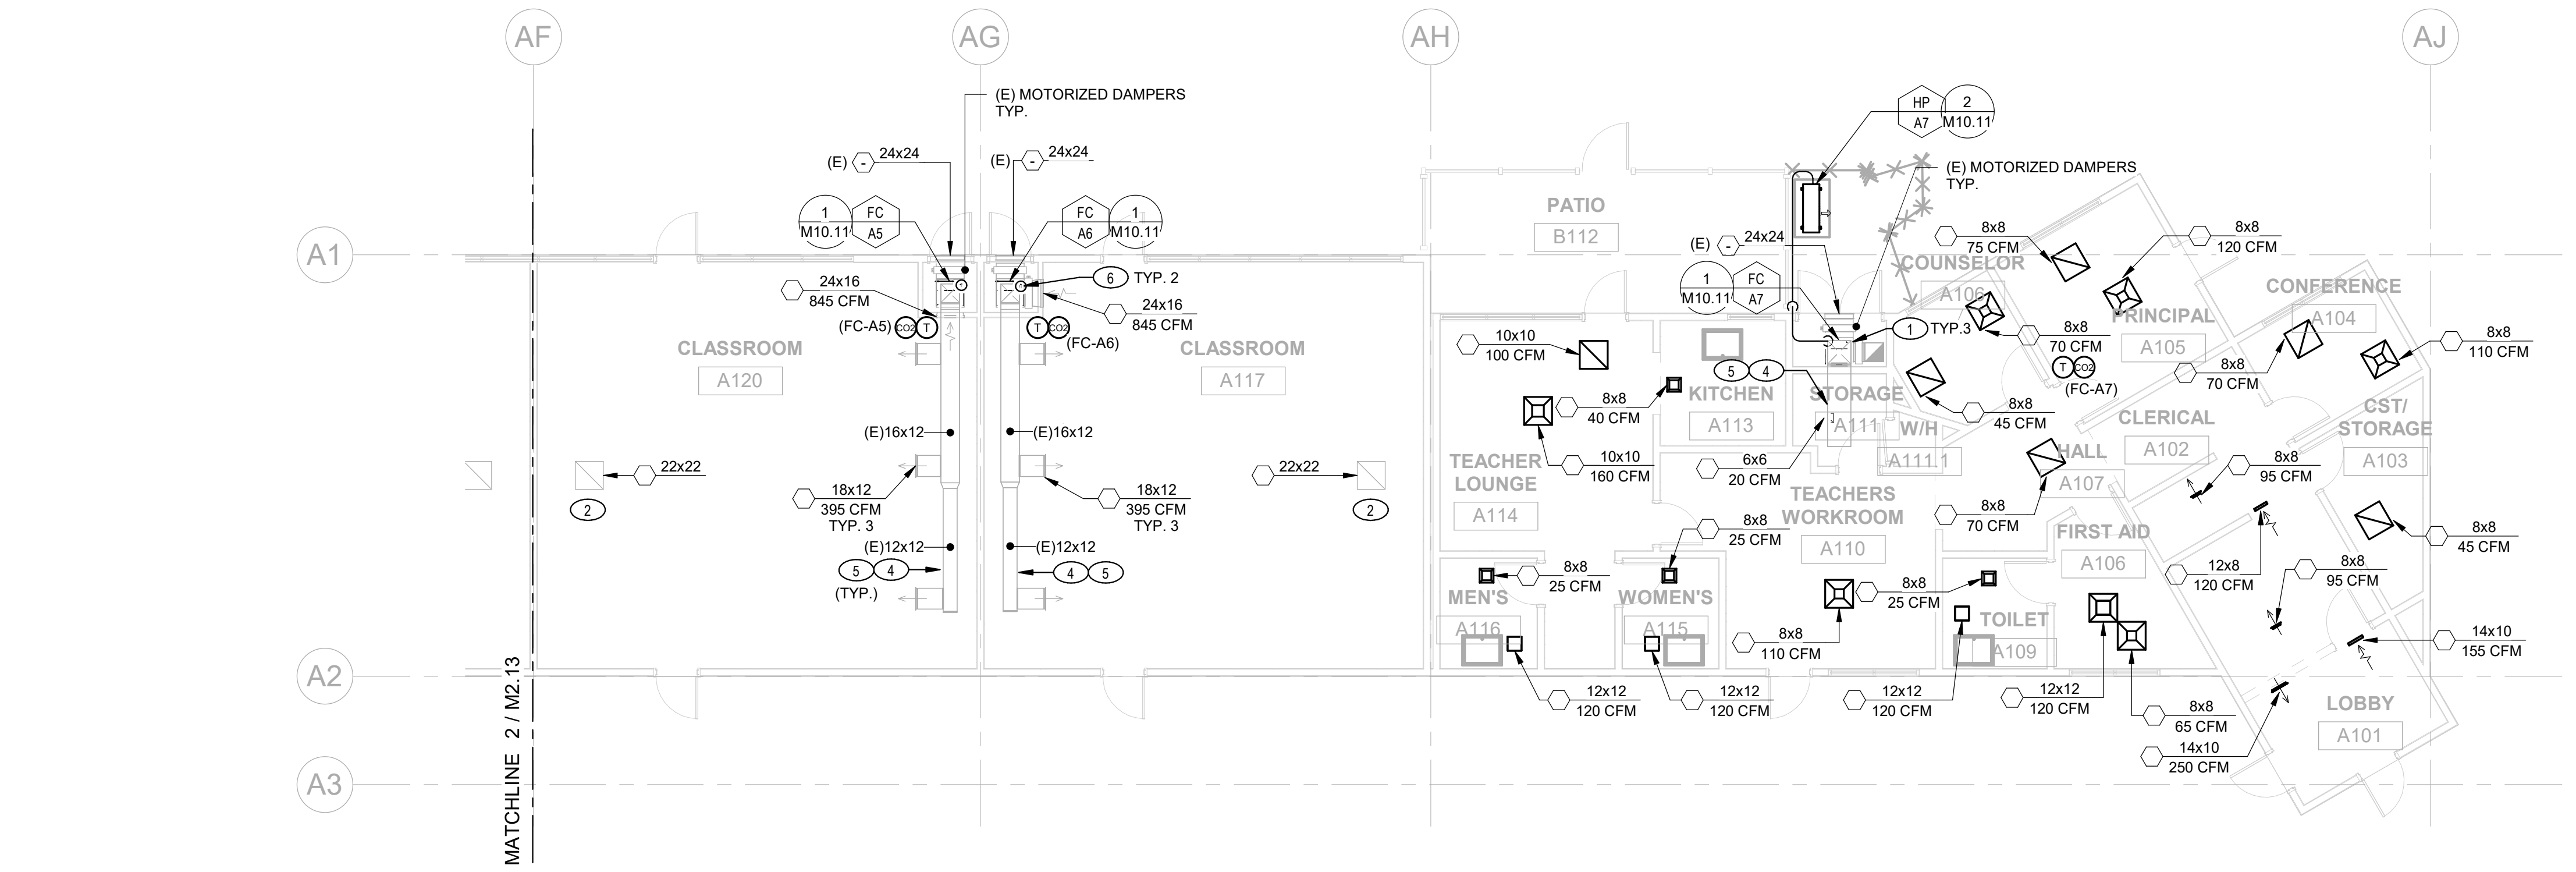 AF
AG
AH
AJ
A1
A2
A3
MATCHLINE 2 / M2.13
(E) MOTORIZED DAMPERS
TYP.
(E) - 24x24
(E) - 24x24
1
M10.11
FC
A5
FC
A6
1
M10.11
24x16
845 CFM
6 TYP. 2
24x16
845 CFM
(FC-A5) CO2 T
T CO2
(FC-A6)
CLASSROOM
A120
CLASSROOM
A117
(E)16x12
(E)16x12
22x22
2
22x22
2
18x12
395 CFM
TYP. 3
18x12
395 CFM
TYP. 3
(E)12x12
(E)12x12
5 4
(TYP.)
4 5
HP
A7
2
M10.11
(E) MOTORIZED DAMPERS
TYP.
PATIO
B112
(E) - 24x24
1
M10.11
FC
A7
1 TYP.3
8x8
75 CFM
8x8
120 CFM
COUNSELOR
A106
CONFERENCE
A104
PRINCIPAL
A105
8x8
70 CFM
T CO2
(FC-A7)
8x8
110 CFM
8x8
70 CFM
10x10
100 CFM
8x8
40 CFM
5 4
KITCHEN
A113
STORAGE
A111
W/H
A111.1
8x8
45 CFM
CLERICAL
A102
CST/
STORAGE
A103
HALL
A107
10x10
160 CFM
6x6
20 CFM
TEACHER
LOUNGE
A114
TEACHERS
WORKROOM
A110
8x8
70 CFM
8x8
95 CFM
8x8
25 CFM
FIRST AID
A106
8x8
45 CFM
8x8
25 CFM
8x8
25 CFM
12x8
120 CFM
8x8
95 CFM
MEN'S
A116
WOMEN'S
A115
TOILET
A109
8x8
110 CFM
14x10
155 CFM
12x12
120 CFM
12x12
120 CFM
12x12
120 CFM
12x12
120 CFM
8x8
65 CFM
LOBBY
A101
14x10
250 CFM